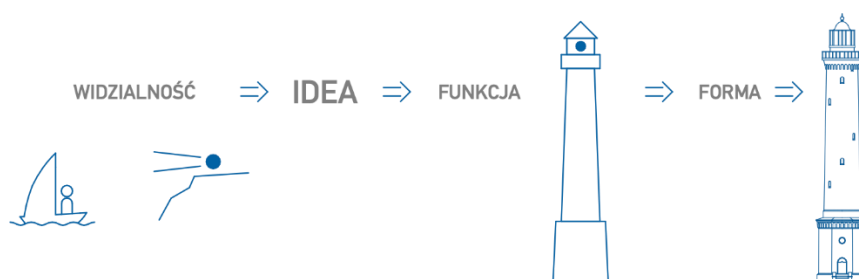 WIDZIALNOŚĆ ⇒ IDEA ⇒ FUNKCJA ⇒ FORMA ⇒